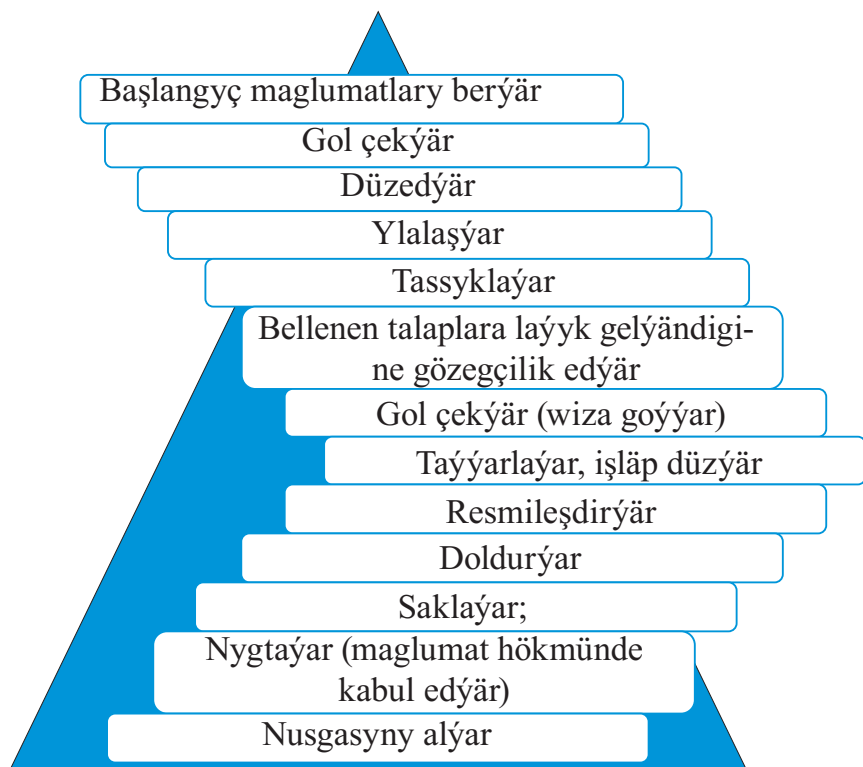 Başlangyç maglumatlary berýär
Gol çekýär
Düzedýär
Ylalaşýar
Tassyklaýar
Bellenen talaplara laýyk gelýändigi-
ne gözegçilik edýär
Gol çekýär (wiza goýýar)
Taýýarlaýar, işläp düzýär
Resmileşdirýär
Doldurýar
Saklaýar;
Nygtaýar (maglumat hökmünde
kabul edýär)
Nusgasyny alýar